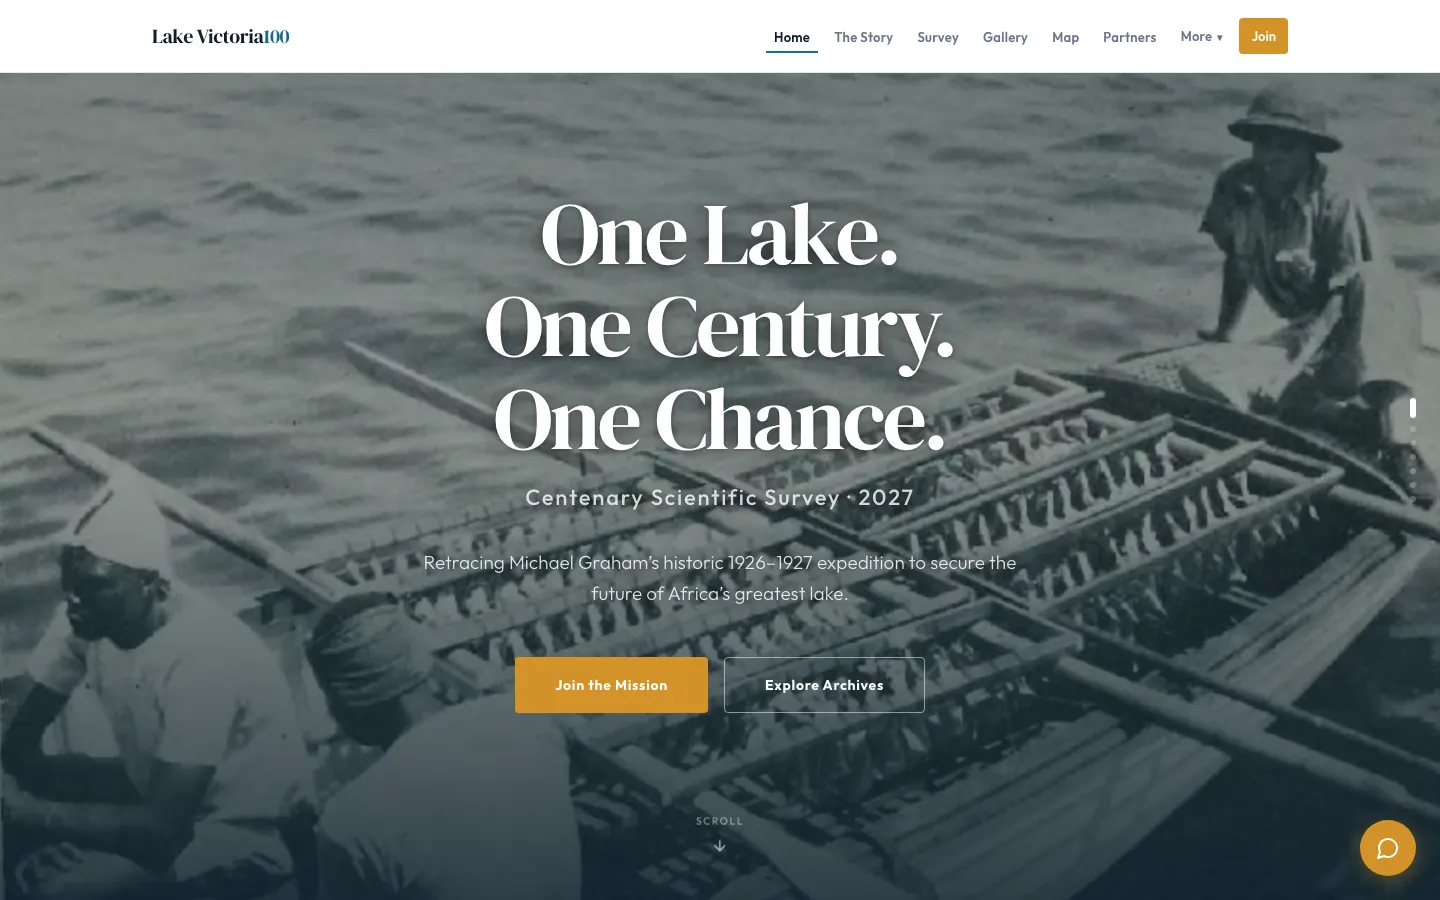 Lake Victoria100
Home
The Story
Survey
Gallery
Map
Partners
More ▾
Join
One Lake.
One Century.
One Chance.
Centenary Scientific Survey · 2027
Retracing Michael Graham’s historic 1926–1927 expedition to secure the
future of Africa’s greatest lake.
Join the Mission
Explore Archives
SCROLL